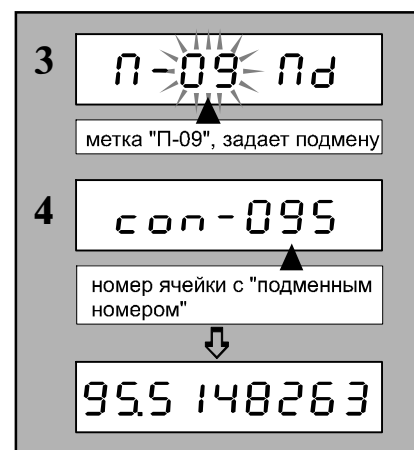 3
П-09 Пd
метка "П-09", задает подмену
4
con-095
номер ячейки с "подменным
номером"
95.5 148263